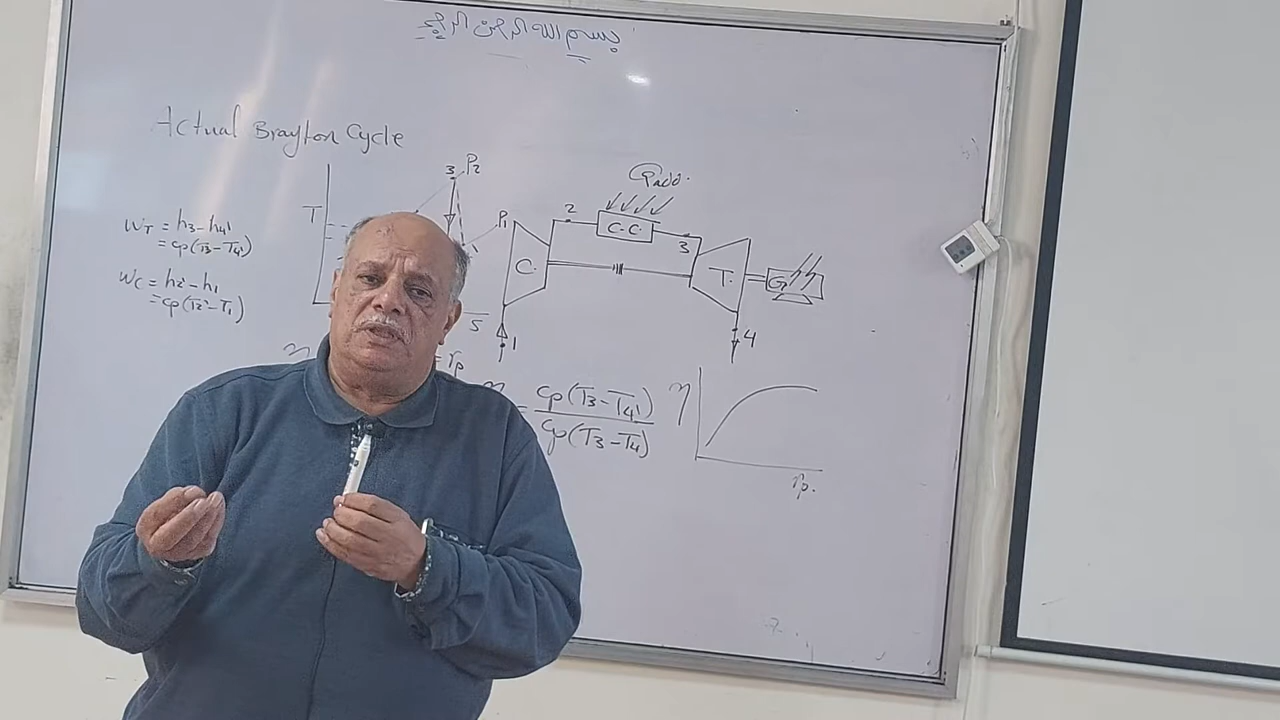 بسم الله الرحمن الرحيم
Actual Brayton Cycle
3 P2
T
P1
S
WT = h3-h4'
= Cp(T3-T4')
WC = h2'-h1
= Cp(T2'-T1)
Qadd.
2
C.C.
3
C.
T.
G
1
4
η
= rp
= Cp(T3-T4') / Cp(T3-T4)
η
rp.